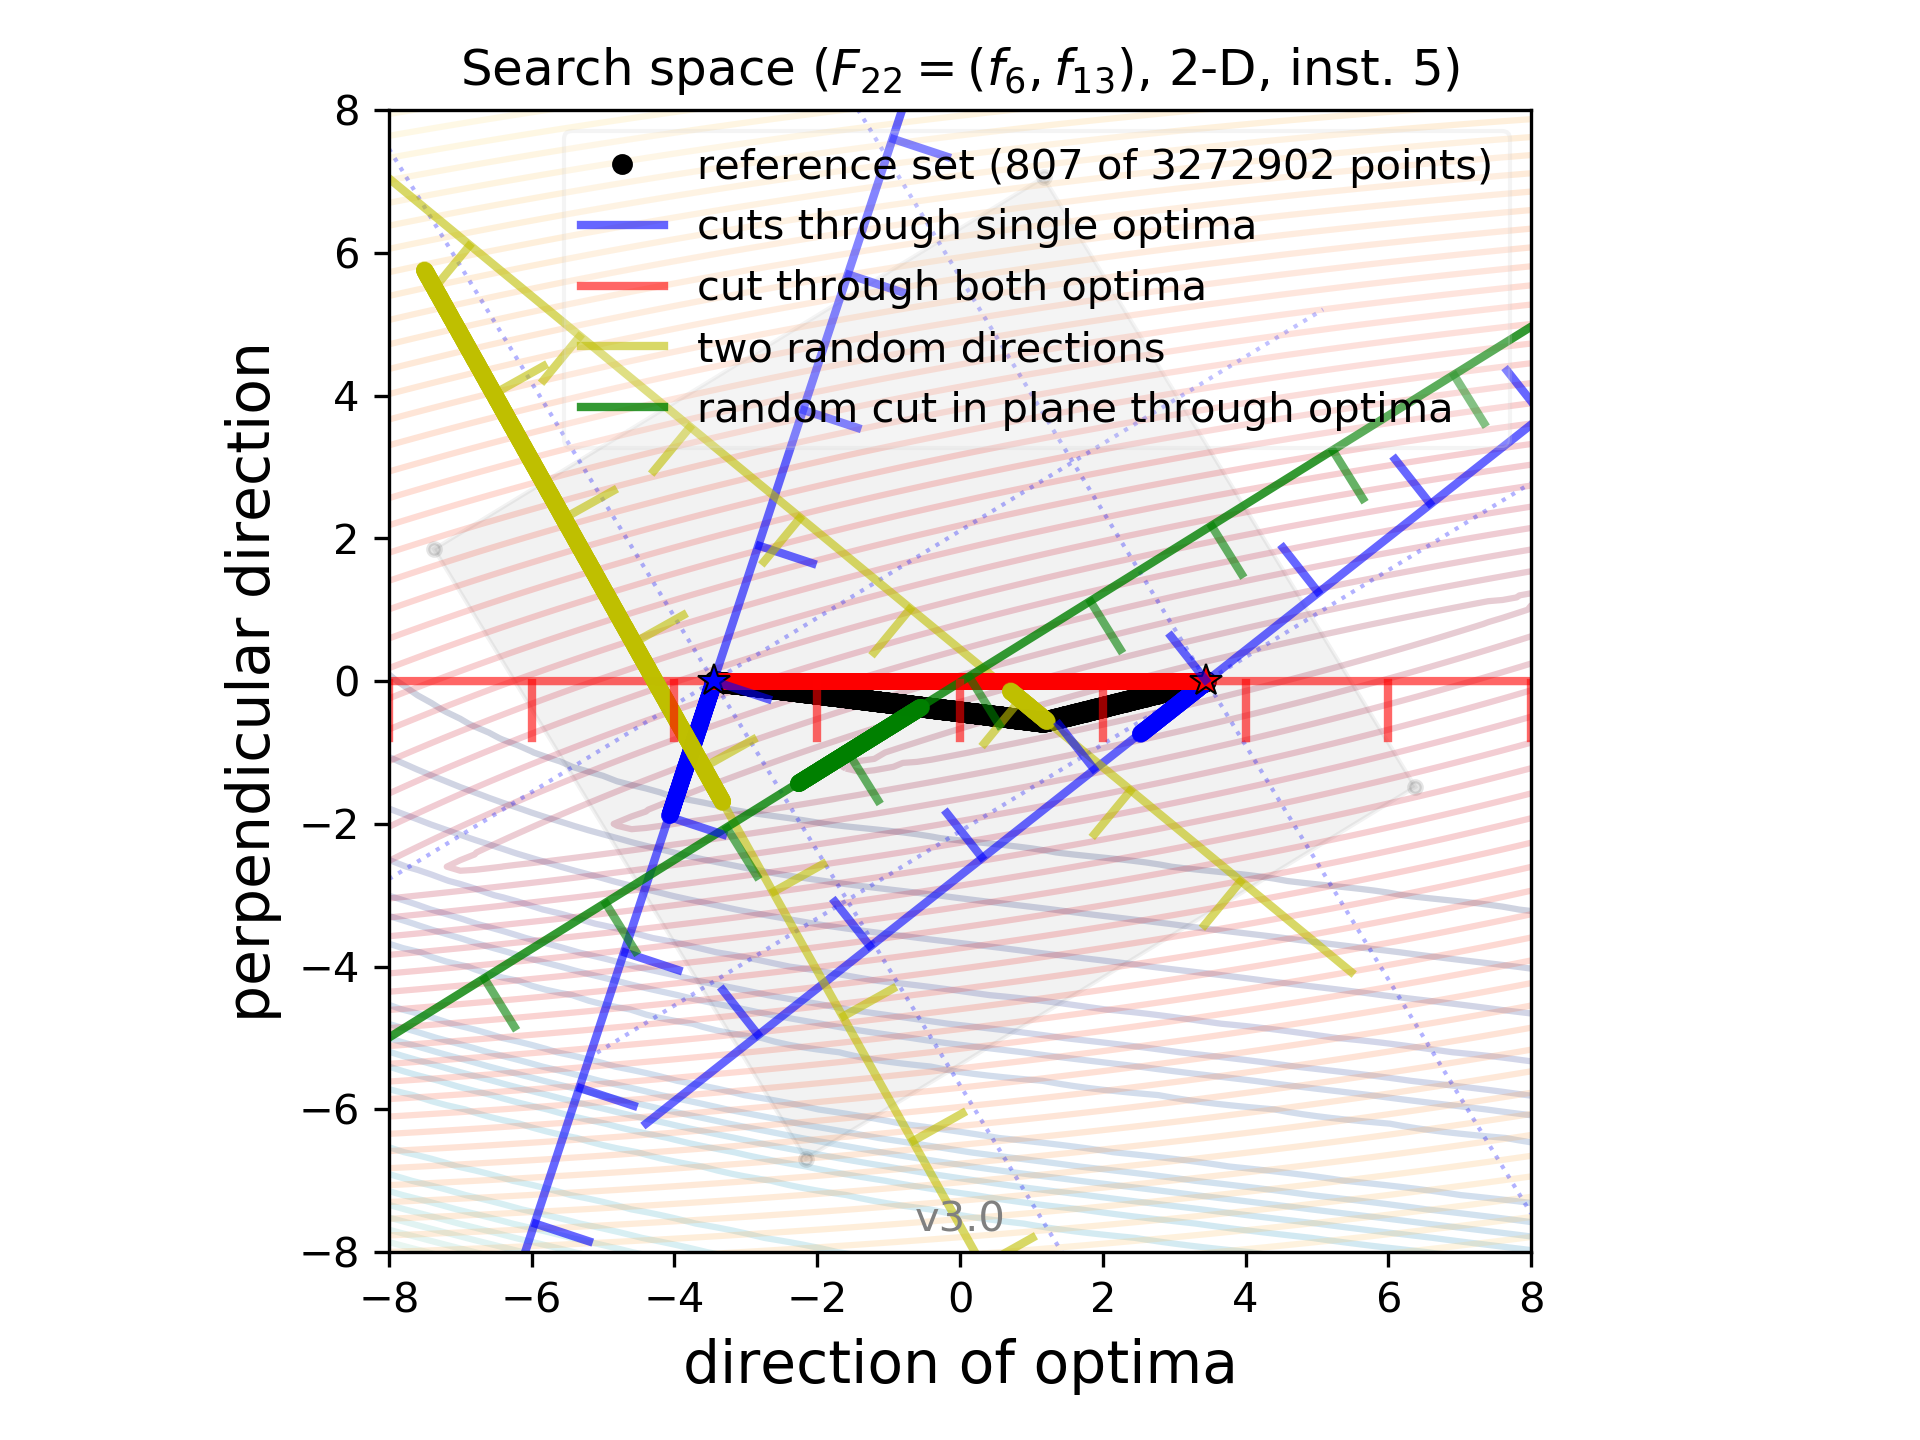 Search space (F22 = (f6, f13), 2-D, inst. 5)
reference set (807 of 3272902 points)
cuts through single optima
cut through both optima
two random directions
random cut in plane through optima
8
6
4
2
0
−2
−4
−6
−8
perpendicular direction
v3.0
−8 −6 −4 −2 0 2 4 6 8
direction of optima